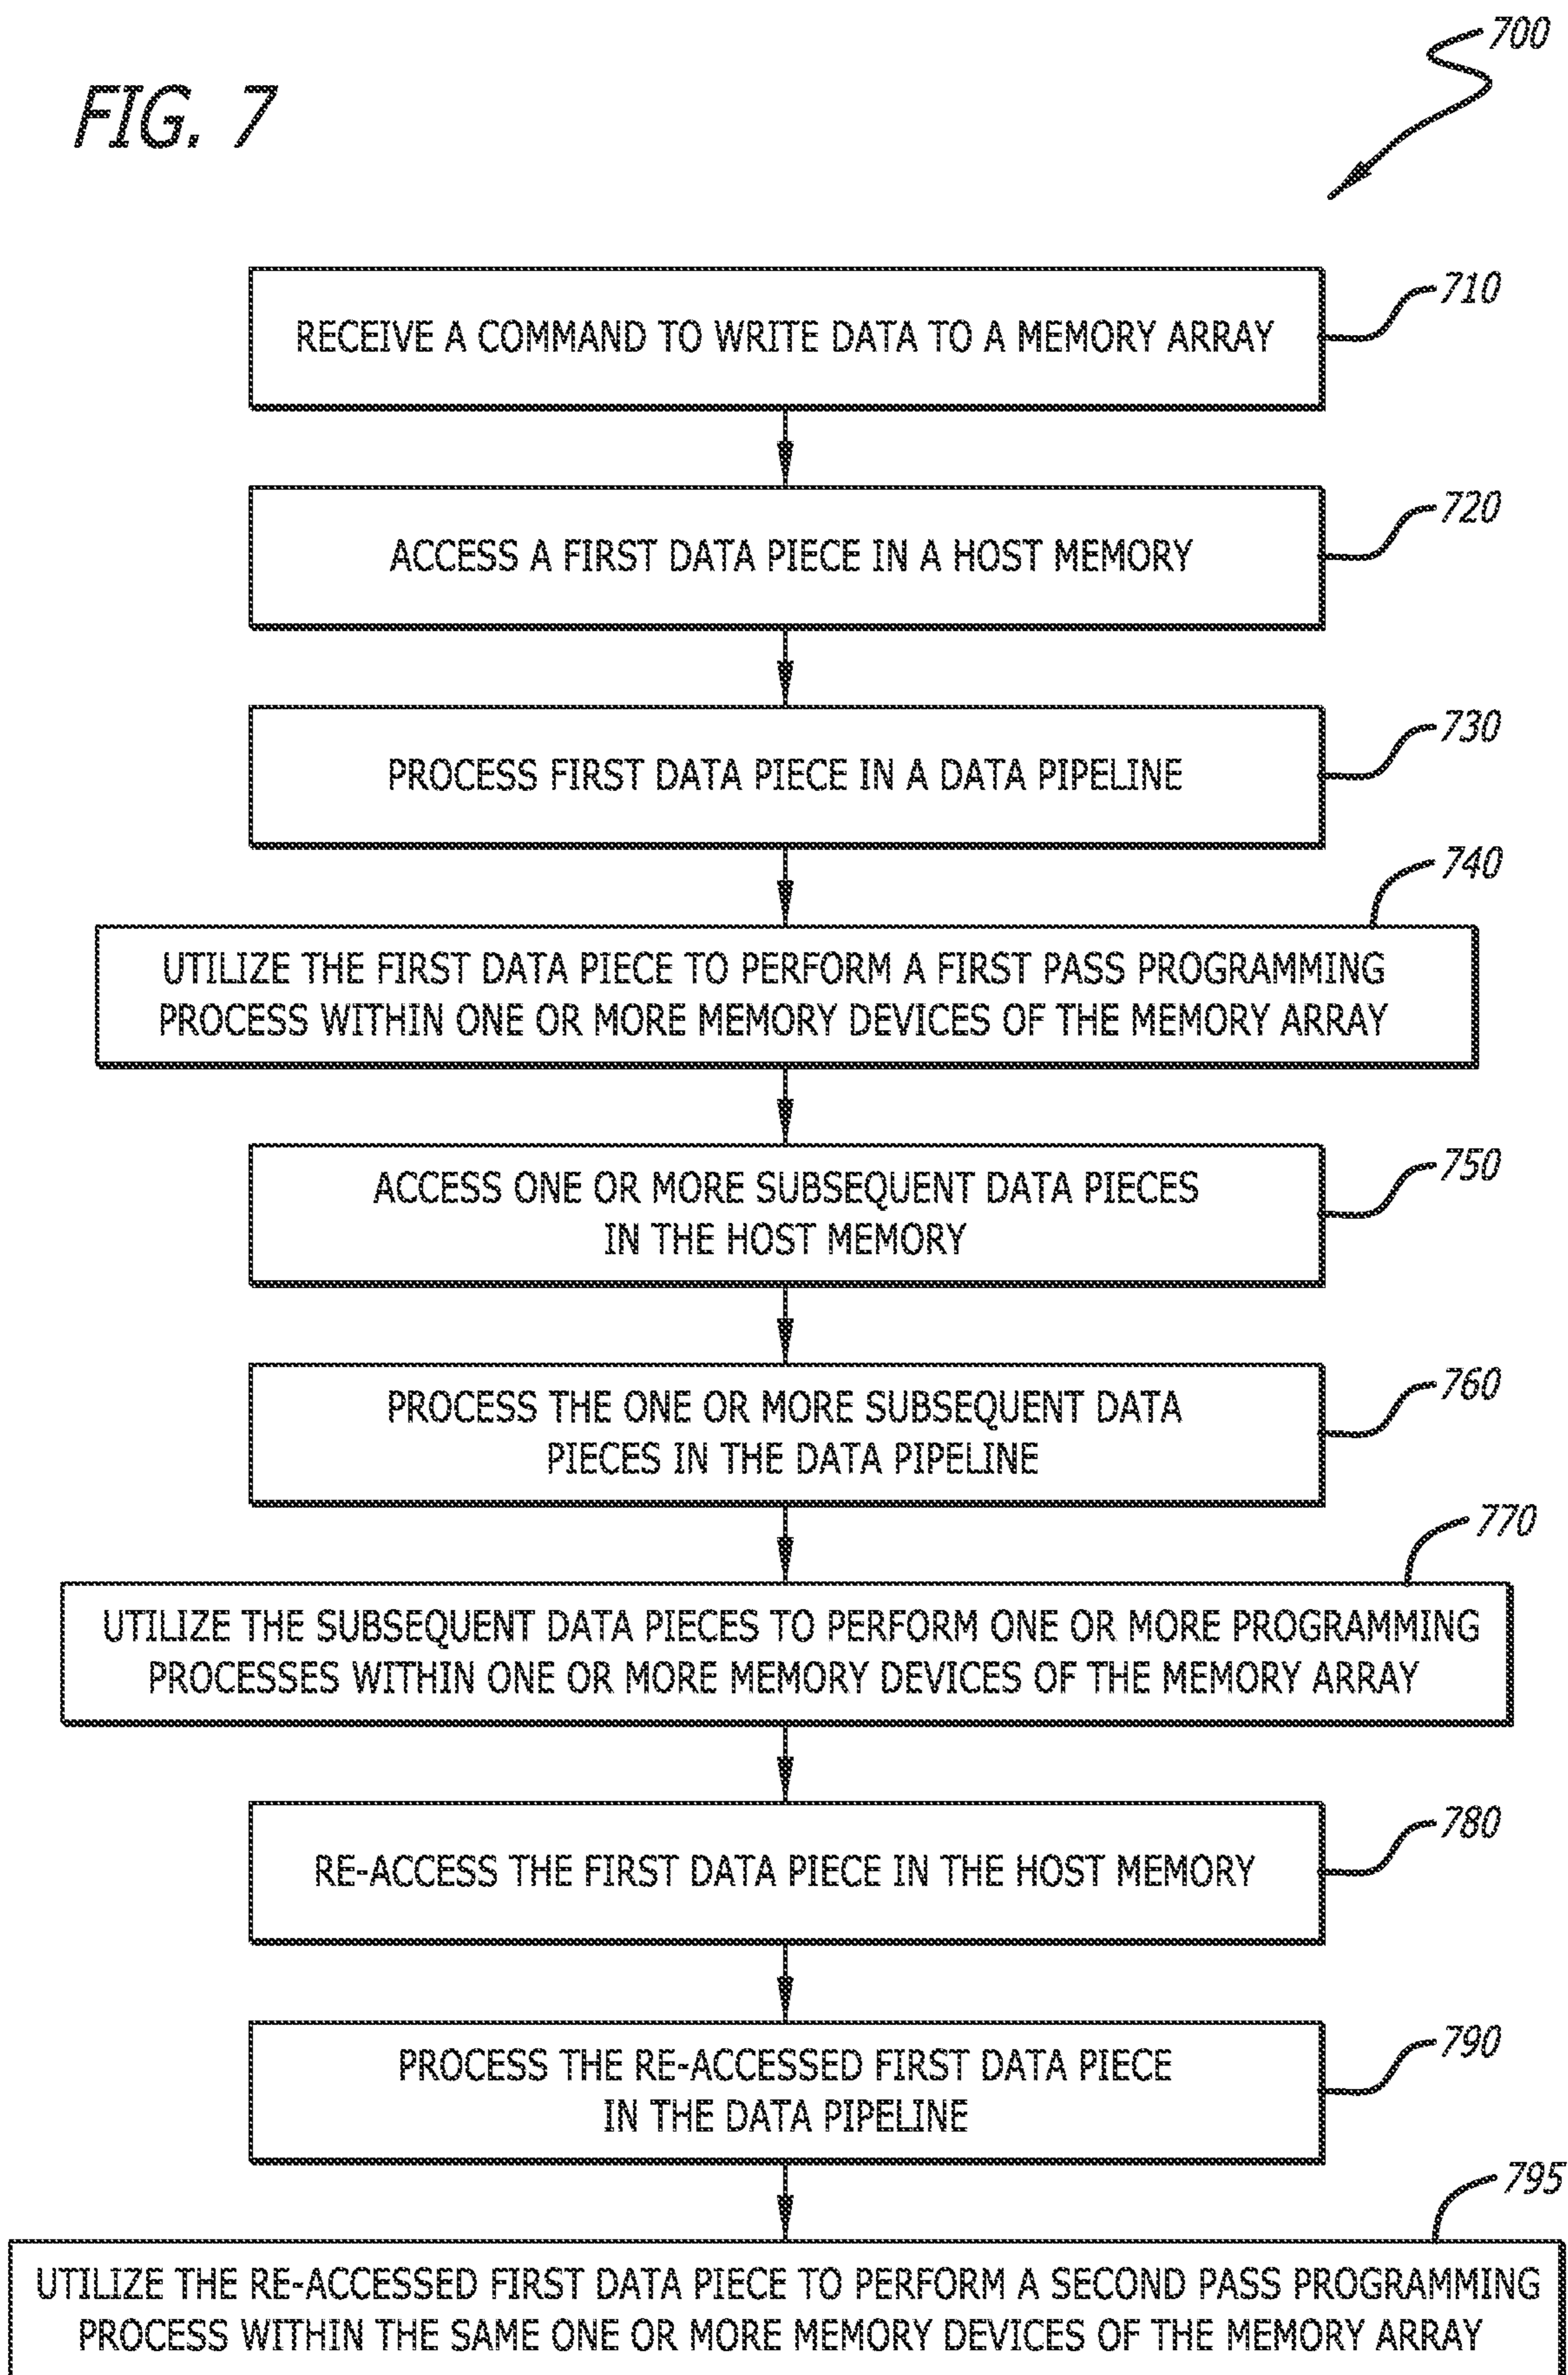 700
FIG. 7
710
RECEIVE A COMMAND TO WRITE DATA TO A MEMORY ARRAY
720
ACCESS A FIRST DATA PIECE IN A HOST MEMORY
730
PROCESS FIRST DATA PIECE IN A DATA PIPELINE
740
UTILIZE THE FIRST DATA PIECE TO PERFORM A FIRST PASS PROGRAMMING
PROCESS WITHIN ONE OR MORE MEMORY DEVICES OF THE MEMORY ARRAY
750
ACCESS ONE OR MORE SUBSEQUENT DATA PIECES
IN THE HOST MEMORY
760
PROCESS THE ONE OR MORE SUBSEQUENT DATA
PIECES IN THE DATA PIPELINE
770
UTILIZE THE SUBSEQUENT DATA PIECES TO PERFORM ONE OR MORE PROGRAMMING
PROCESSES WITHIN ONE OR MORE MEMORY DEVICES OF THE MEMORY ARRAY
780
RE-ACCESS THE FIRST DATA PIECE IN THE HOST MEMORY
790
PROCESS THE RE-ACCESSED FIRST DATA PIECE
IN THE DATA PIPELINE
795
UTILIZE THE RE-ACCESSED FIRST DATA PIECE TO PERFORM A SECOND PASS PROGRAMMING
PROCESS WITHIN THE SAME ONE OR MORE MEMORY DEVICES OF THE MEMORY ARRAY